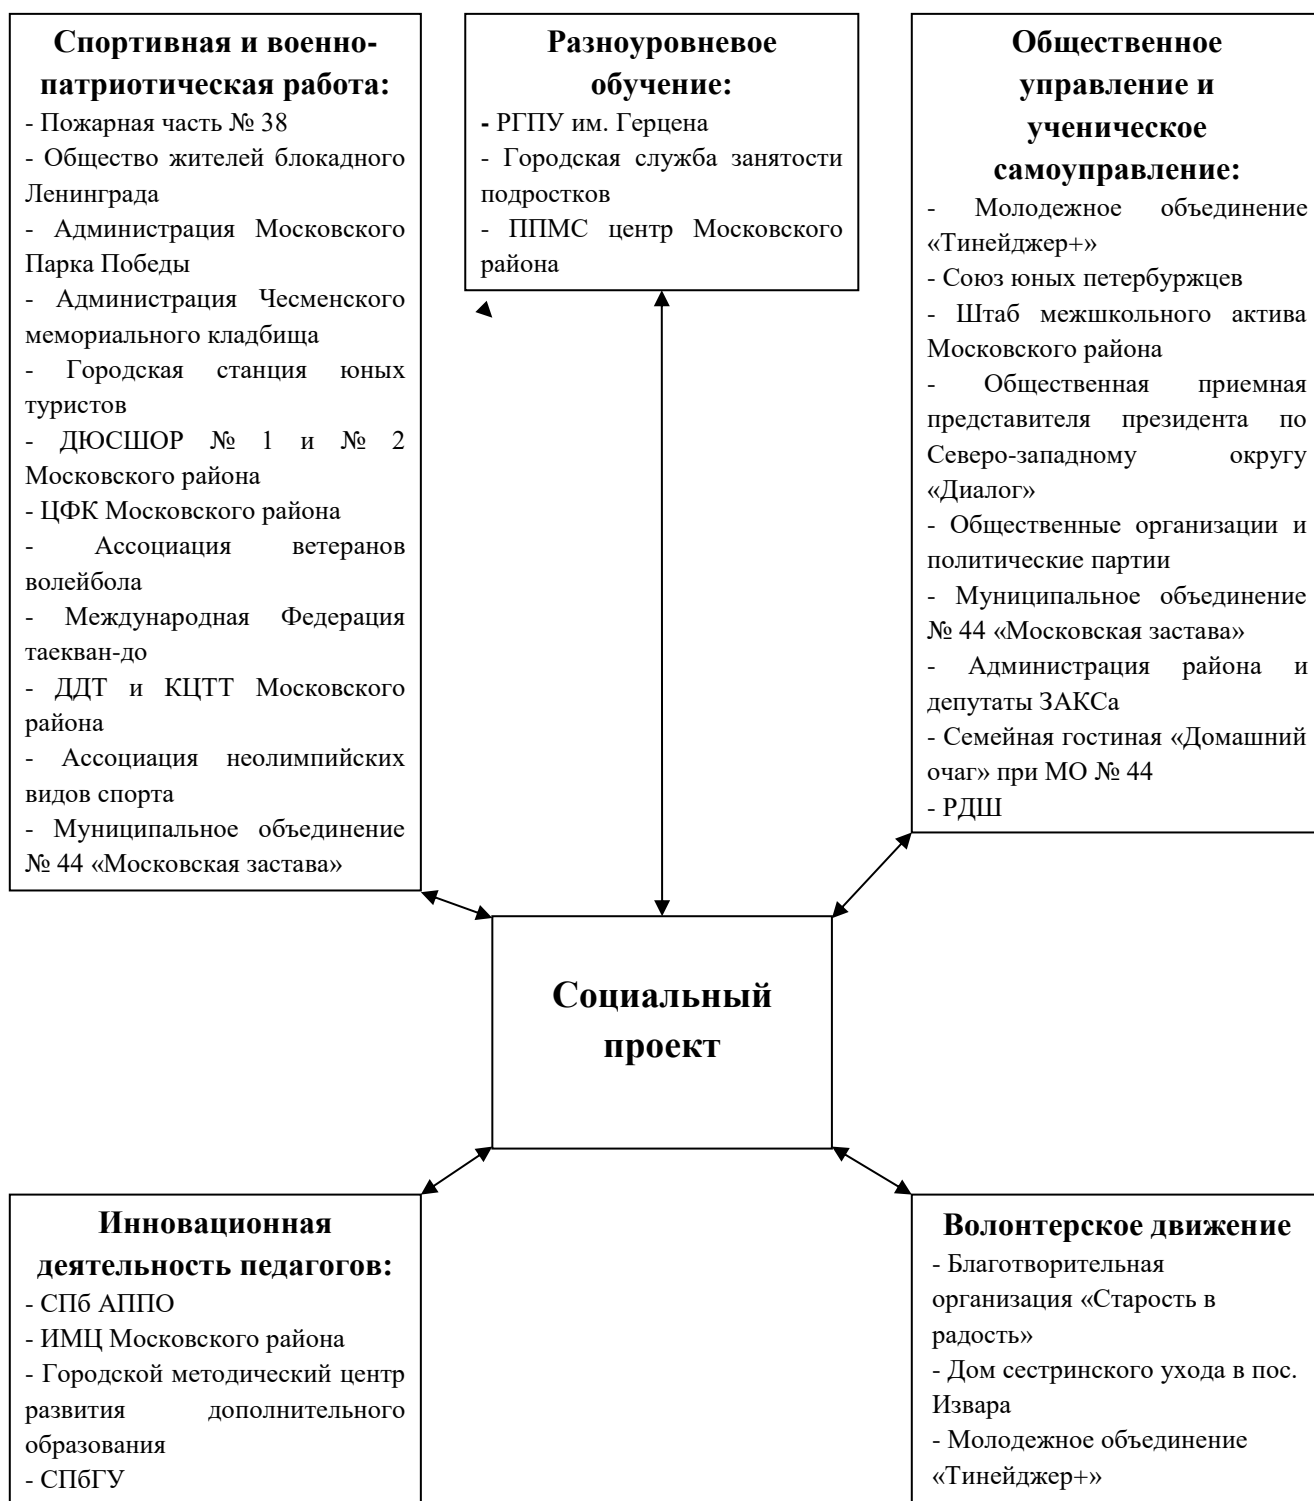 Спортивная и военно-
патриотическая работа:
- Пожарная часть № 38
- Общество жителей блокадного
Ленинграда
- Администрация Московского
Парка Победы
- Администрация Чесменского
мемориального кладбища
- Городская станция юных
туристов
- ДЮСШОР № 1 и № 2
Московского района
- ЦФК Московского района
- Ассоциация ветеранов
волейбола
- Международная Федерация
таекван-до
- ДДТ и КЦТТ Московского
района
- Ассоциация неолимпийских
видов спорта
- Муниципальное объединение
№ 44 «Московская застава»
Разноуровневое
обучение:
- РГПУ им. Герцена
- Городская служба занятости
подростков
- ППМС центр Московского
района
Общественное
управление и
ученическое
самоуправление:
- Молодежное объединение
«Тинейджер+»
- Союз юных петербуржцев
- Штаб межшкольного актива
Московского района
- Общественная приемная
представителя президента по
Северо-западному округу
«Диалог»
- Общественные организации и
политические партии
- Муниципальное объединение
№ 44 «Московская застава»
- Администрация района и
депутаты ЗАКСа
- Семейная гостиная «Домашний
очаг» при МО № 44
- РДШ
Социальный
проект
Инновационная
деятельность педагогов:
- СПб АППО
- ИМЦ Московского района
- Городской методический центр
развития дополнительного
образования
- СПбГУ
Волонтерское движение
- Благотворительная
организация «Старость в
радость»
- Дом сестринского ухода в пос.
Извара
- Молодежное объединение
«Тинейджер+»